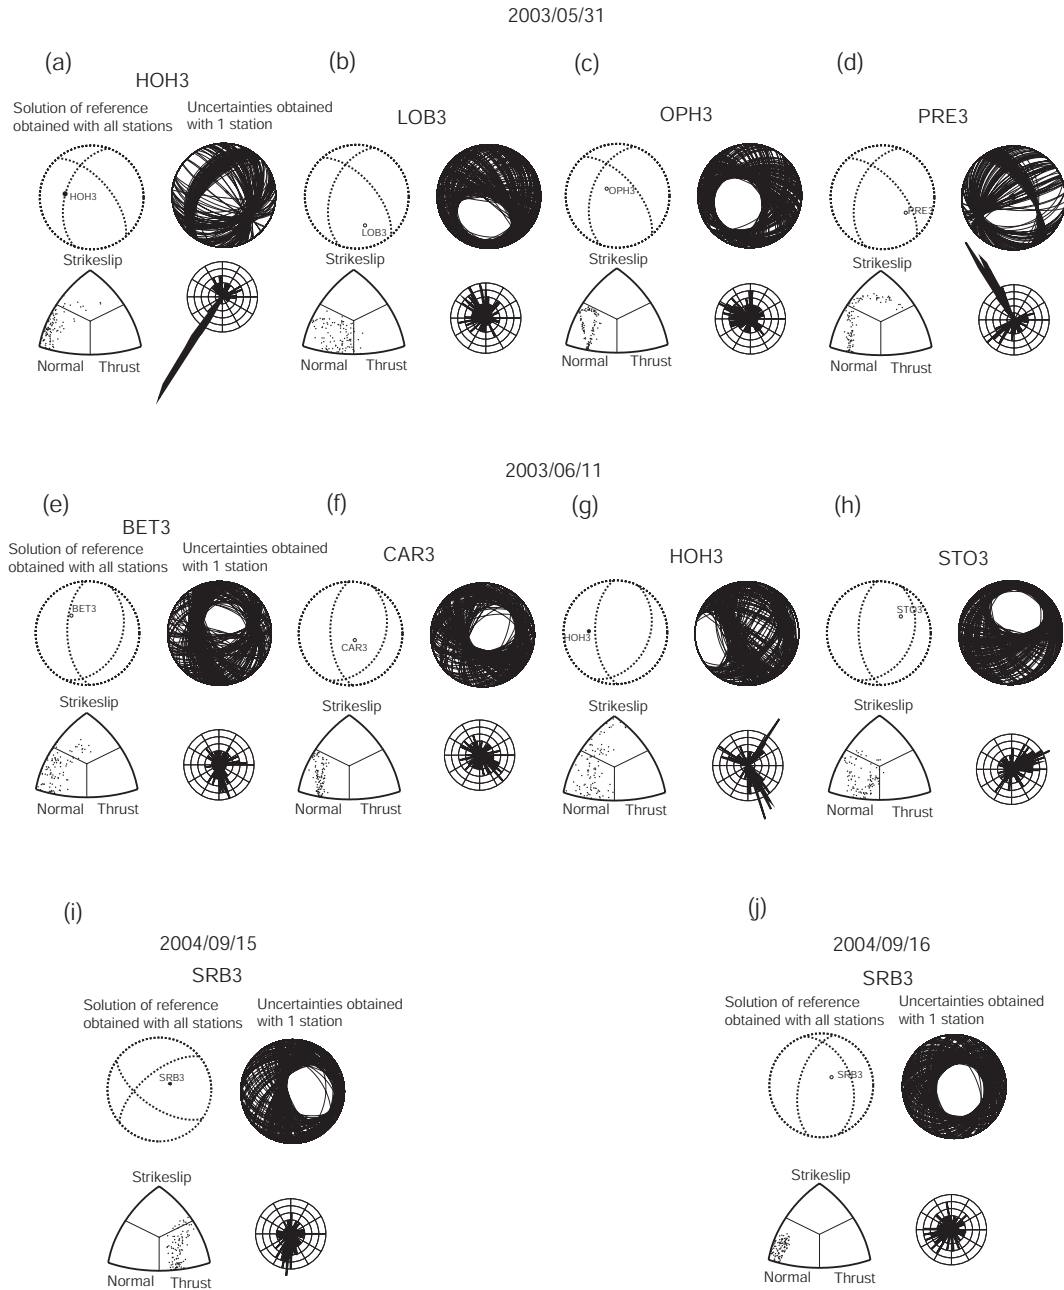 2003/05/31
(a)
(b)
(c)
(d)
HOH3
LOB3
OPH3
PRE3
Solution of reference
obtained with all stations
Uncertainties obtained
with 1 station
HOH3
LOB3
OPH3
PRE3
Strikeslip
Strikeslip
Strikeslip
Strikeslip
Normal Thrust
Normal Thrust
Normal Thrust
Normal Thrust
2003/06/11
(e)
(f)
(g)
(h)
BET3
CAR3
HOH3
STO3
Solution of reference
obtained with all stations
Uncertainties obtained
with 1 station
BET3
CAR3
HOH3
STO3
Strikeslip
Strikeslip
Strikeslip
Strikeslip
Normal Thrust
Normal Thrust
Normal Thrust
Normal Thrust
(i)
2004/09/15
SRB3
Solution of reference
obtained with all stations
Uncertainties obtained
with 1 station
SRB3
Strikeslip
Normal Thrust
(j)
2004/09/16
SRB3
Solution of reference
obtained with all stations
Uncertainties obtained
with 1 station
SRB3
Strikeslip
Normal Thrust